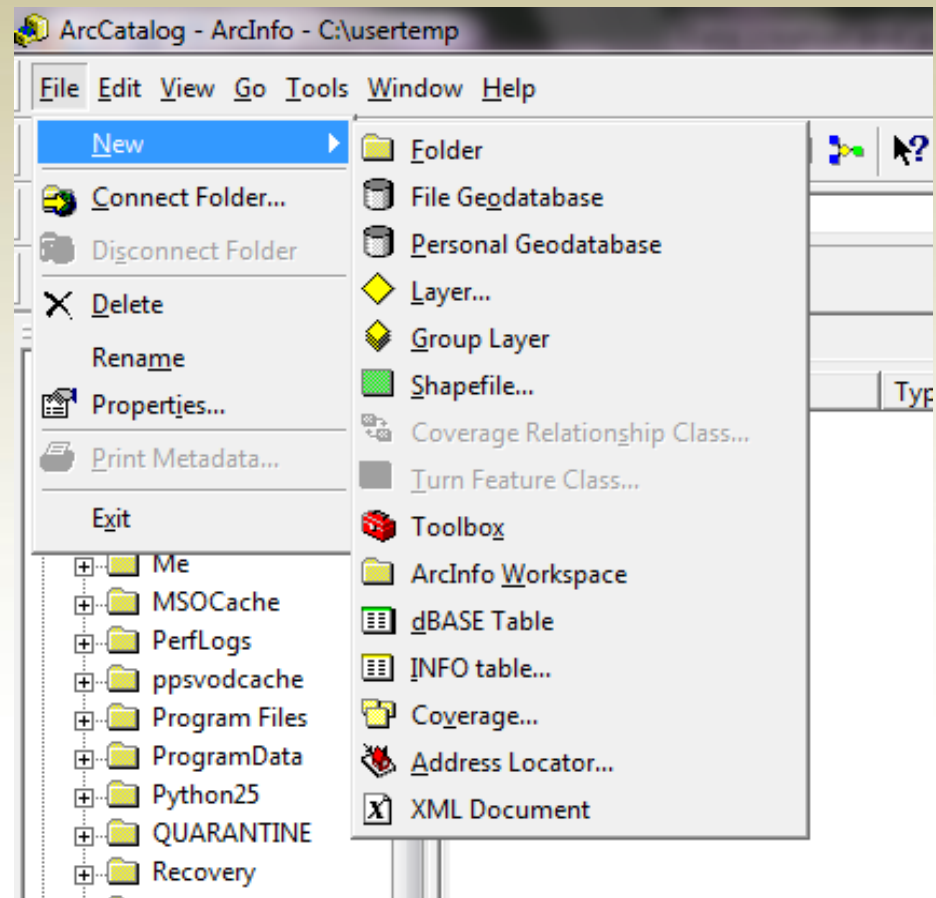 ArcCatalog - ArcInfo - C:\usertemp
File Edit View Go Tools Window Help
New
Connect Folder...
Disconnect Folder
Delete
Rename
Properties...
Print Metadata...
Exit
Folder
File Geodatabase
Personal Geodatabase
Layer...
Group Layer
Shapefile...
Coverage Relationship Class...
Turn Feature Class...
Toolbox
ArcInfo Workspace
dBASE Table
INFO table...
Coverage...
Address Locator...
XML Document
Typ
Me
MSOCache
PerfLogs
ppsvodcache
Program Files
ProgramData
Python25
QUARANTINE
Recovery